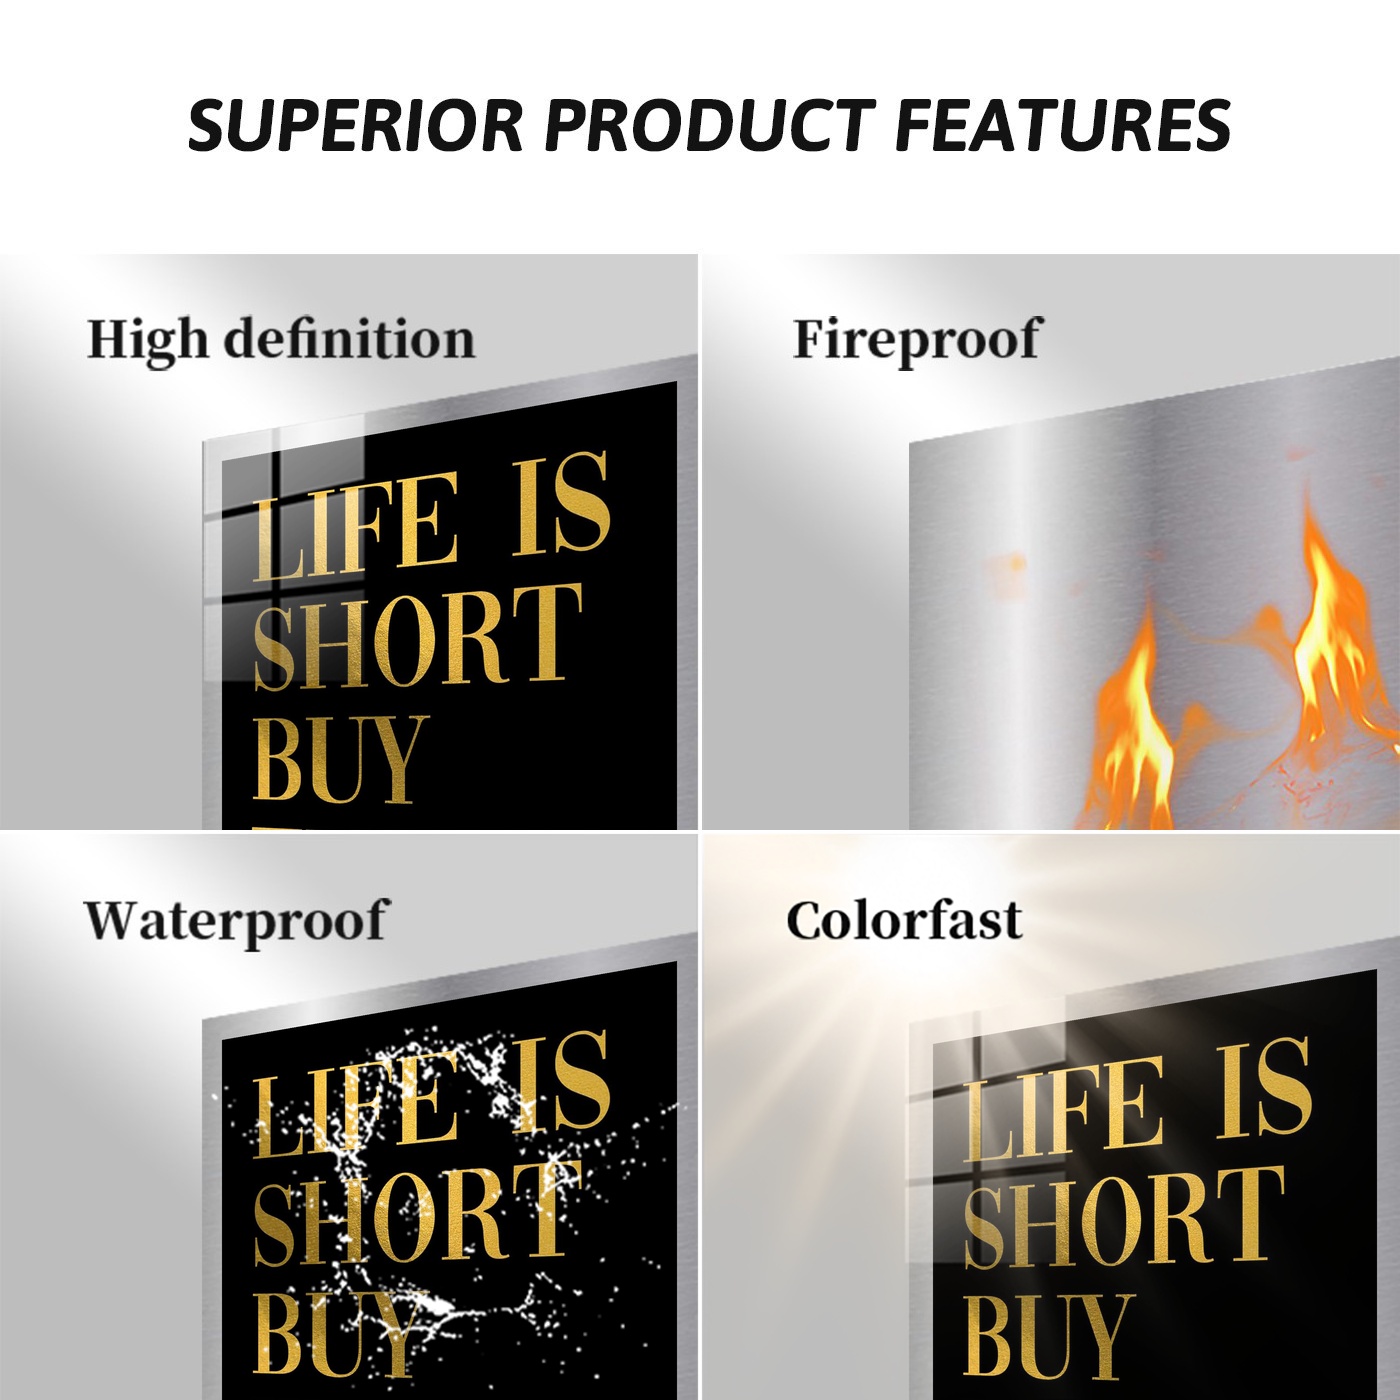 SUPERIOR PRODUCT FEATURES
High definition
LIFE IS
SHORT
BUY
Fireproof
Waterproof
LIFE IS
SHORT
BUY
Colorfast
LIFE IS
SHORT
BUY